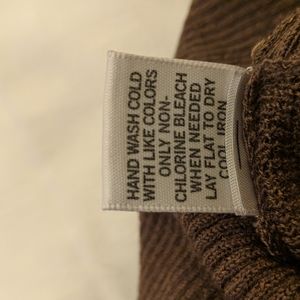 HAND WASH COLD
WITH LIKE COLORS
ONLY NON-
CHLORINE BLEACH
WHEN NEEDED
LAY FLAT TO DRY
COOL IRON